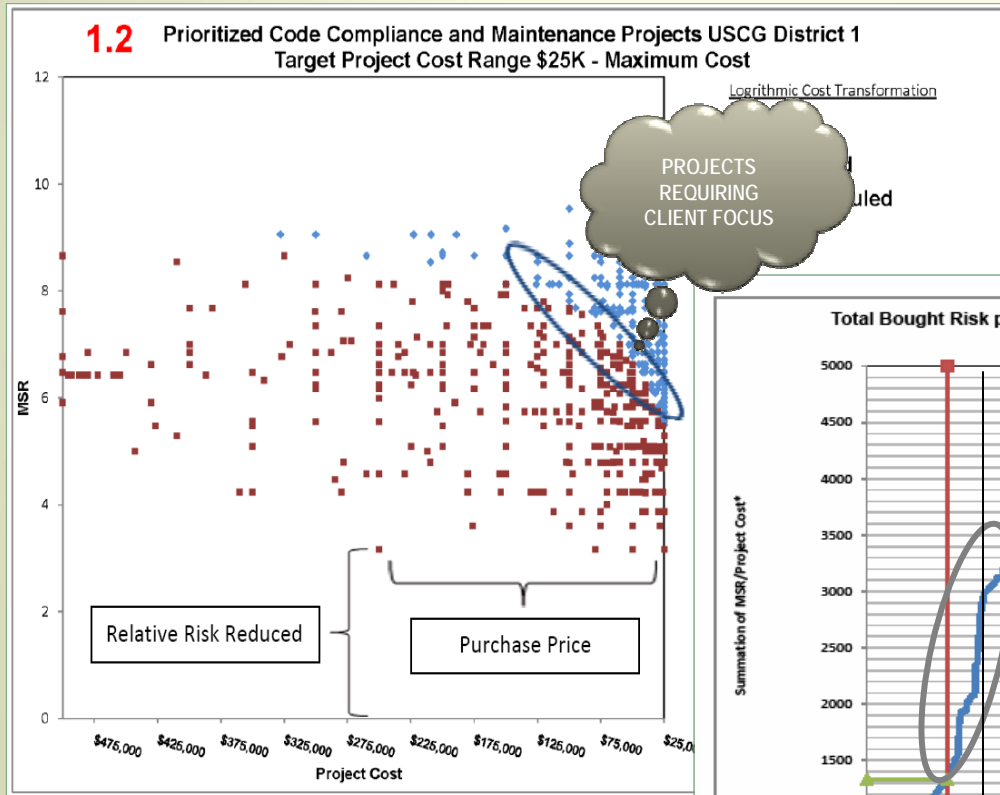 1.2
Prioritized Code Compliance and Maintenance Projects USCG District 1
Target Project Cost Range $25K - Maximum Cost
Logrithmic Cost Transformation
PROJECTS
REQUIRING
CLIENT FOCUS
uled
12
10
8
6
4
2
0
MSR
Relative Risk Reduced
Purchase Price
$475,000
$425,000
$375,000
$325,000
$275,000
$225,000
$175,000
$125,000
$75,000
$25,0
Project Cost
Total Bought Risk p
5000
4500
4000
3500
3000
2500
2000
1500
Summation of MSR/Project Cost*